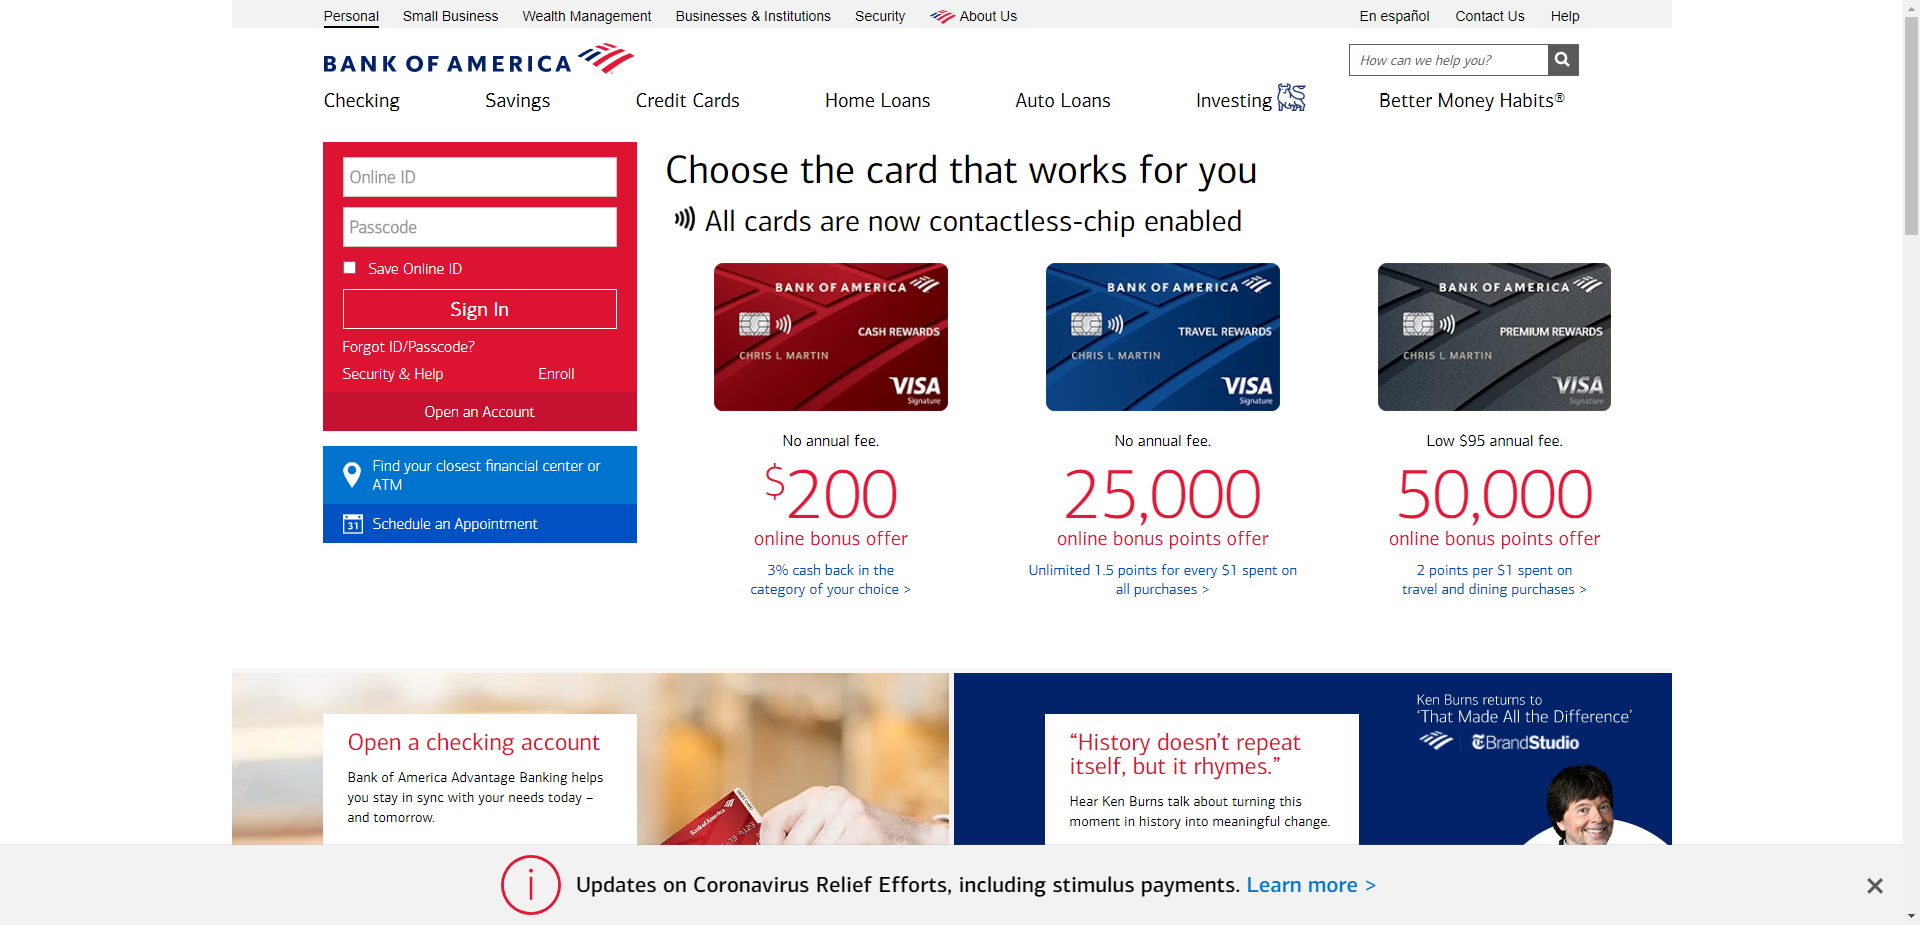 Personal Small Business Wealth Management Businesses & Institutions Security About Us En español Contact Us Help
BANK OF AMERICA
How can we help you?
Checking Savings Credit Cards Home Loans Auto Loans Investing Better Money Habits®
Online ID
Passcode
Save Online ID
Sign In
Forgot ID/Passcode?
Security & Help Enroll
Open an Account
Find your closest financial center or
ATM
31
Schedule an Appointment
Choose the card that works for you
All cards are now contactless-chip enabled
BANK OF AMERICA
CASH REWARDS
CHRIS L MARTIN
VISA
Signature
No annual fee.
$200
online bonus offer
3% cash back in the
category of your choice >
BANK OF AMERICA
TRAVEL REWARDS
CHRIS L MARTIN
VISA
Signature
No annual fee.
25,000
online bonus points offer
Unlimited 1.5 points for every $1 spent on
all purchases >
BANK OF AMERICA
PREMIUM REWARDS
CHRIS L MARTIN
VISA
Signature
Low $95 annual fee.
50,000
online bonus points offer
2 points per $1 spent on
travel and dining purchases >
Open a checking account
Bank of America Advantage Banking helps
you stay in sync with your needs today –
and tomorrow.
Bank of America
“History doesn’t repeat
itself, but it rhymes.”
Hear Ken Burns talk about turning this
moment in history into meaningful change.
Ken Burns returns to
‘That Made All the Difference’
T BrandStudio
Updates on Coronavirus Relief Efforts, including stimulus payments. Learn more >